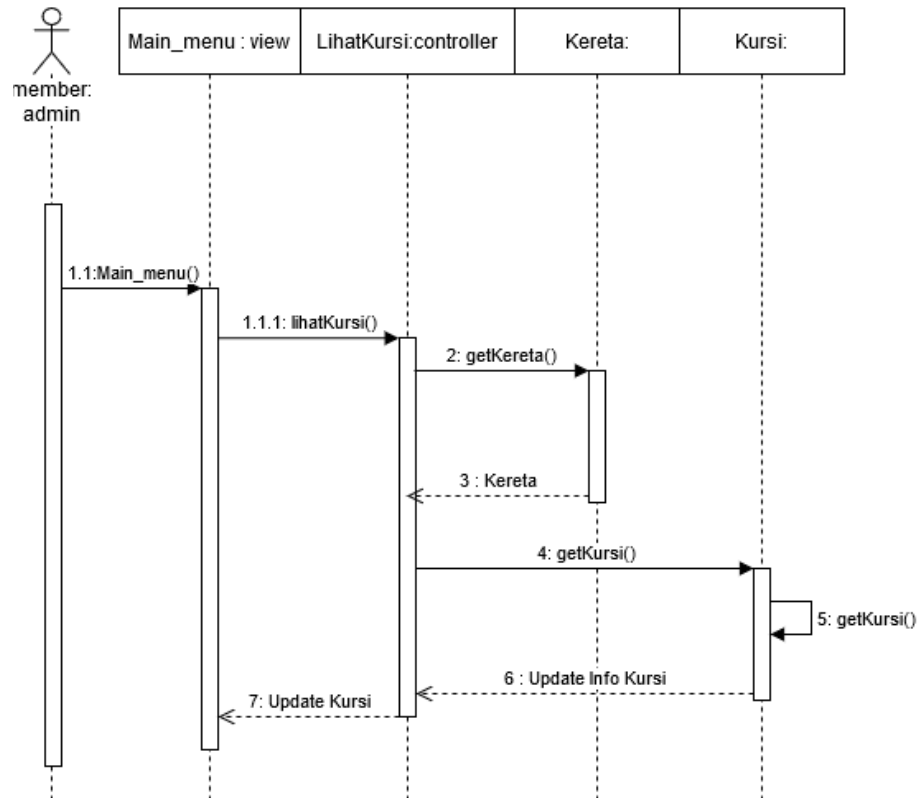 Main_menu : view
LihatKursi:controller
Kereta:
Kursi:
member:
admin
1.1:Main_menu()
1.1.1: lihatKursi()
2: getKereta()
3 : Kereta
4: getKursi()
5: getKursi()
6 : Update Info Kursi
7: Update Kursi